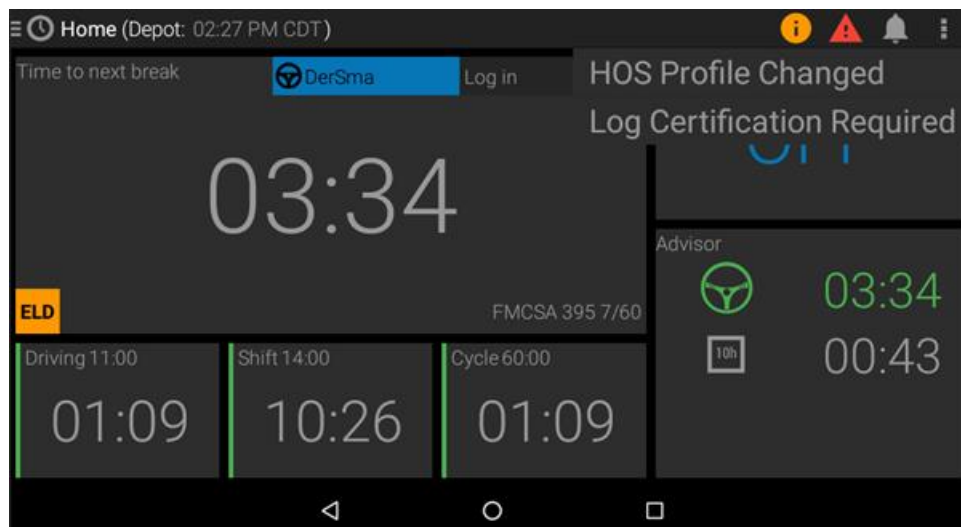 Home (Depot: 02:27 PM CDT)
i
Time to next break
DerSma
Log in
HOS Profile Changed
Log Certification Required
03:34
ELD
FMCSA 395 7/60
Advisor
03:34
10h
00:43
Driving 11:00
Shift 14:00
Cycle 60:00
01:09
10:26
01:09